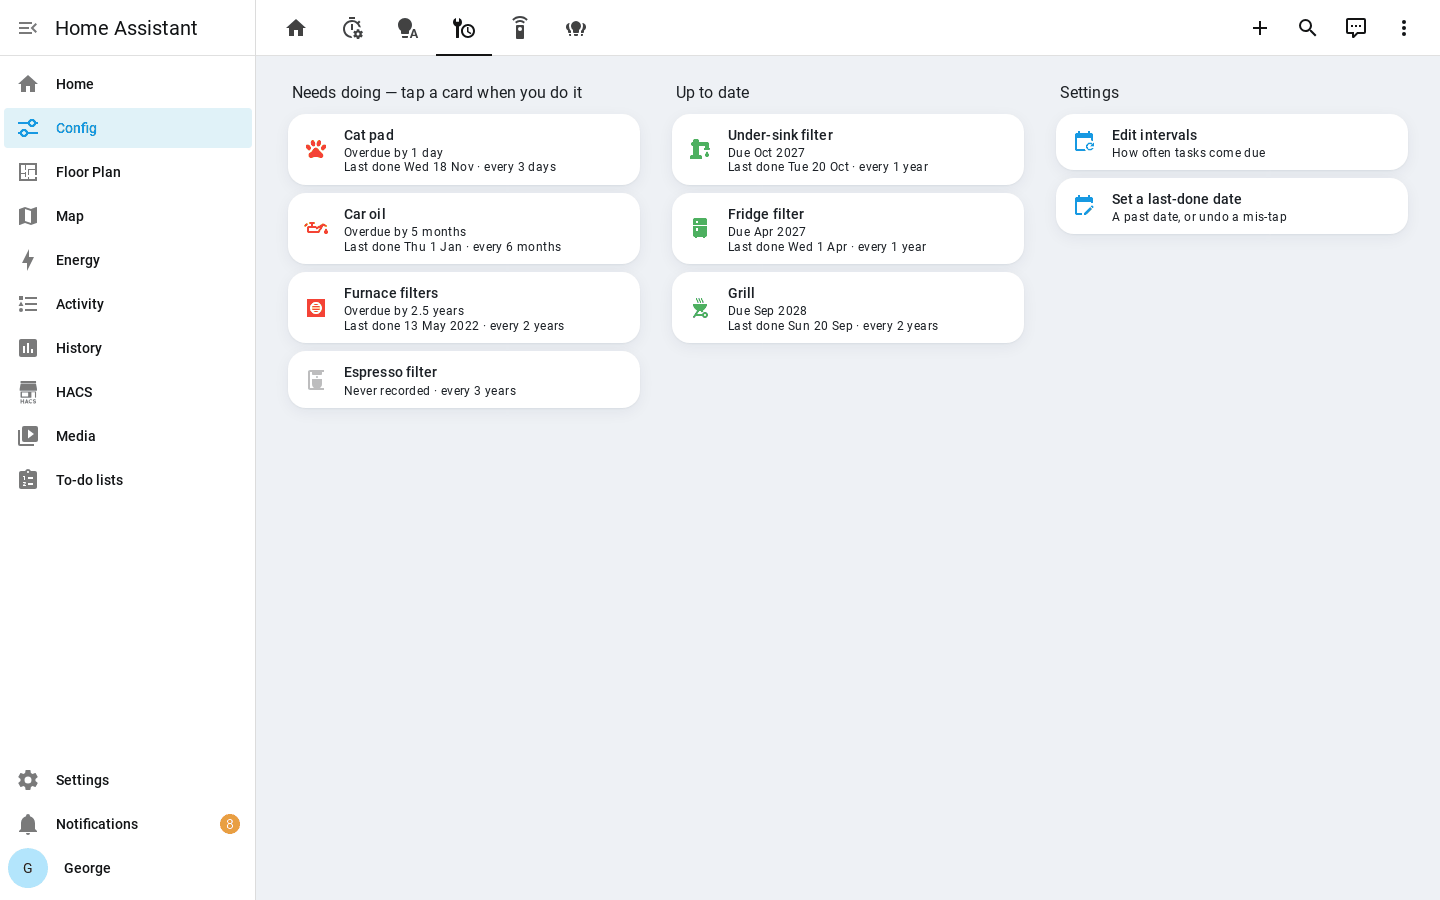 Home Assistant
Home
Config
Floor Plan
Map
Energy
Activity
History
HACS
HACS
Media
To-do lists
Settings
Notifications
8
G
George
A
Needs doing — tap a card when you do it
Cat pad
Overdue by 1 day
Last done Wed 18 Nov · every 3 days
Car oil
Overdue by 5 months
Last done Thu 1 Jan · every 6 months
Furnace filters
Overdue by 2.5 years
Last done 13 May 2022 · every 2 years
Espresso filter
Never recorded · every 3 years
Up to date
Under-sink filter
Due Oct 2027
Last done Tue 20 Oct · every 1 year
Fridge filter
Due Apr 2027
Last done Wed 1 Apr · every 1 year
Grill
Due Sep 2028
Last done Sun 20 Sep · every 2 years
Settings
Edit intervals
How often tasks come due
Set a last-done date
A past date, or undo a mis-tap